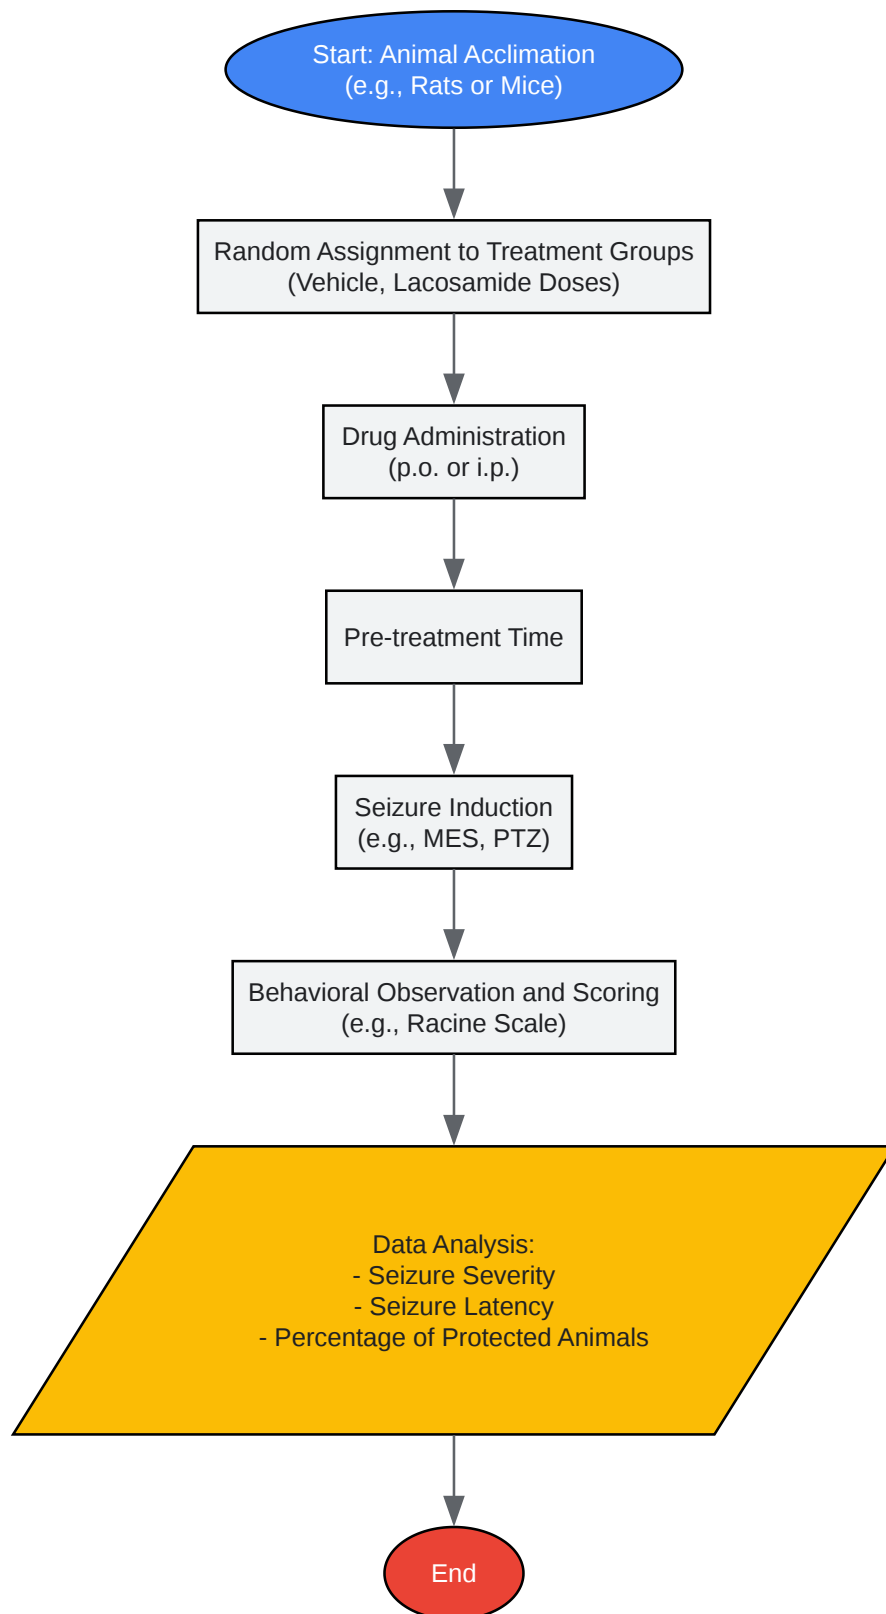 Start: Animal Acclimation
(e.g., Rats or Mice)
Random Assignment to Treatment Groups
(Vehicle, Lacosamide Doses)
Drug Administration
(p.o. or i.p.)
Pre-treatment Time
Seizure Induction
(e.g., MES, PTZ)
Behavioral Observation and Scoring
(e.g., Racine Scale)
Data Analysis:
- Seizure Severity
- Seizure Latency
- Percentage of Protected Animals
End